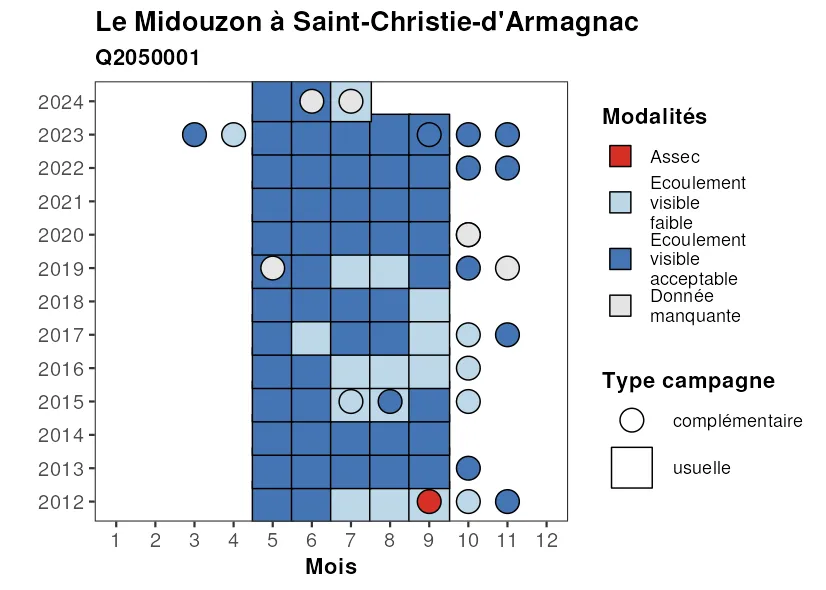 Le Midouzon à Saint-Christie-d'Armagnac
Q2050001
2024
2023
2022
2021
2020
2019
2018
2017
2016
2015
2014
2013
2012
1 2 3 4 5 6 7 8 9 10 11 12
Mois
Modalités
Assec
Ecoulement
visible
faible
Ecoulement
visible
acceptable
Donnée
manquante
Type campagne
complémentaire
usuelle